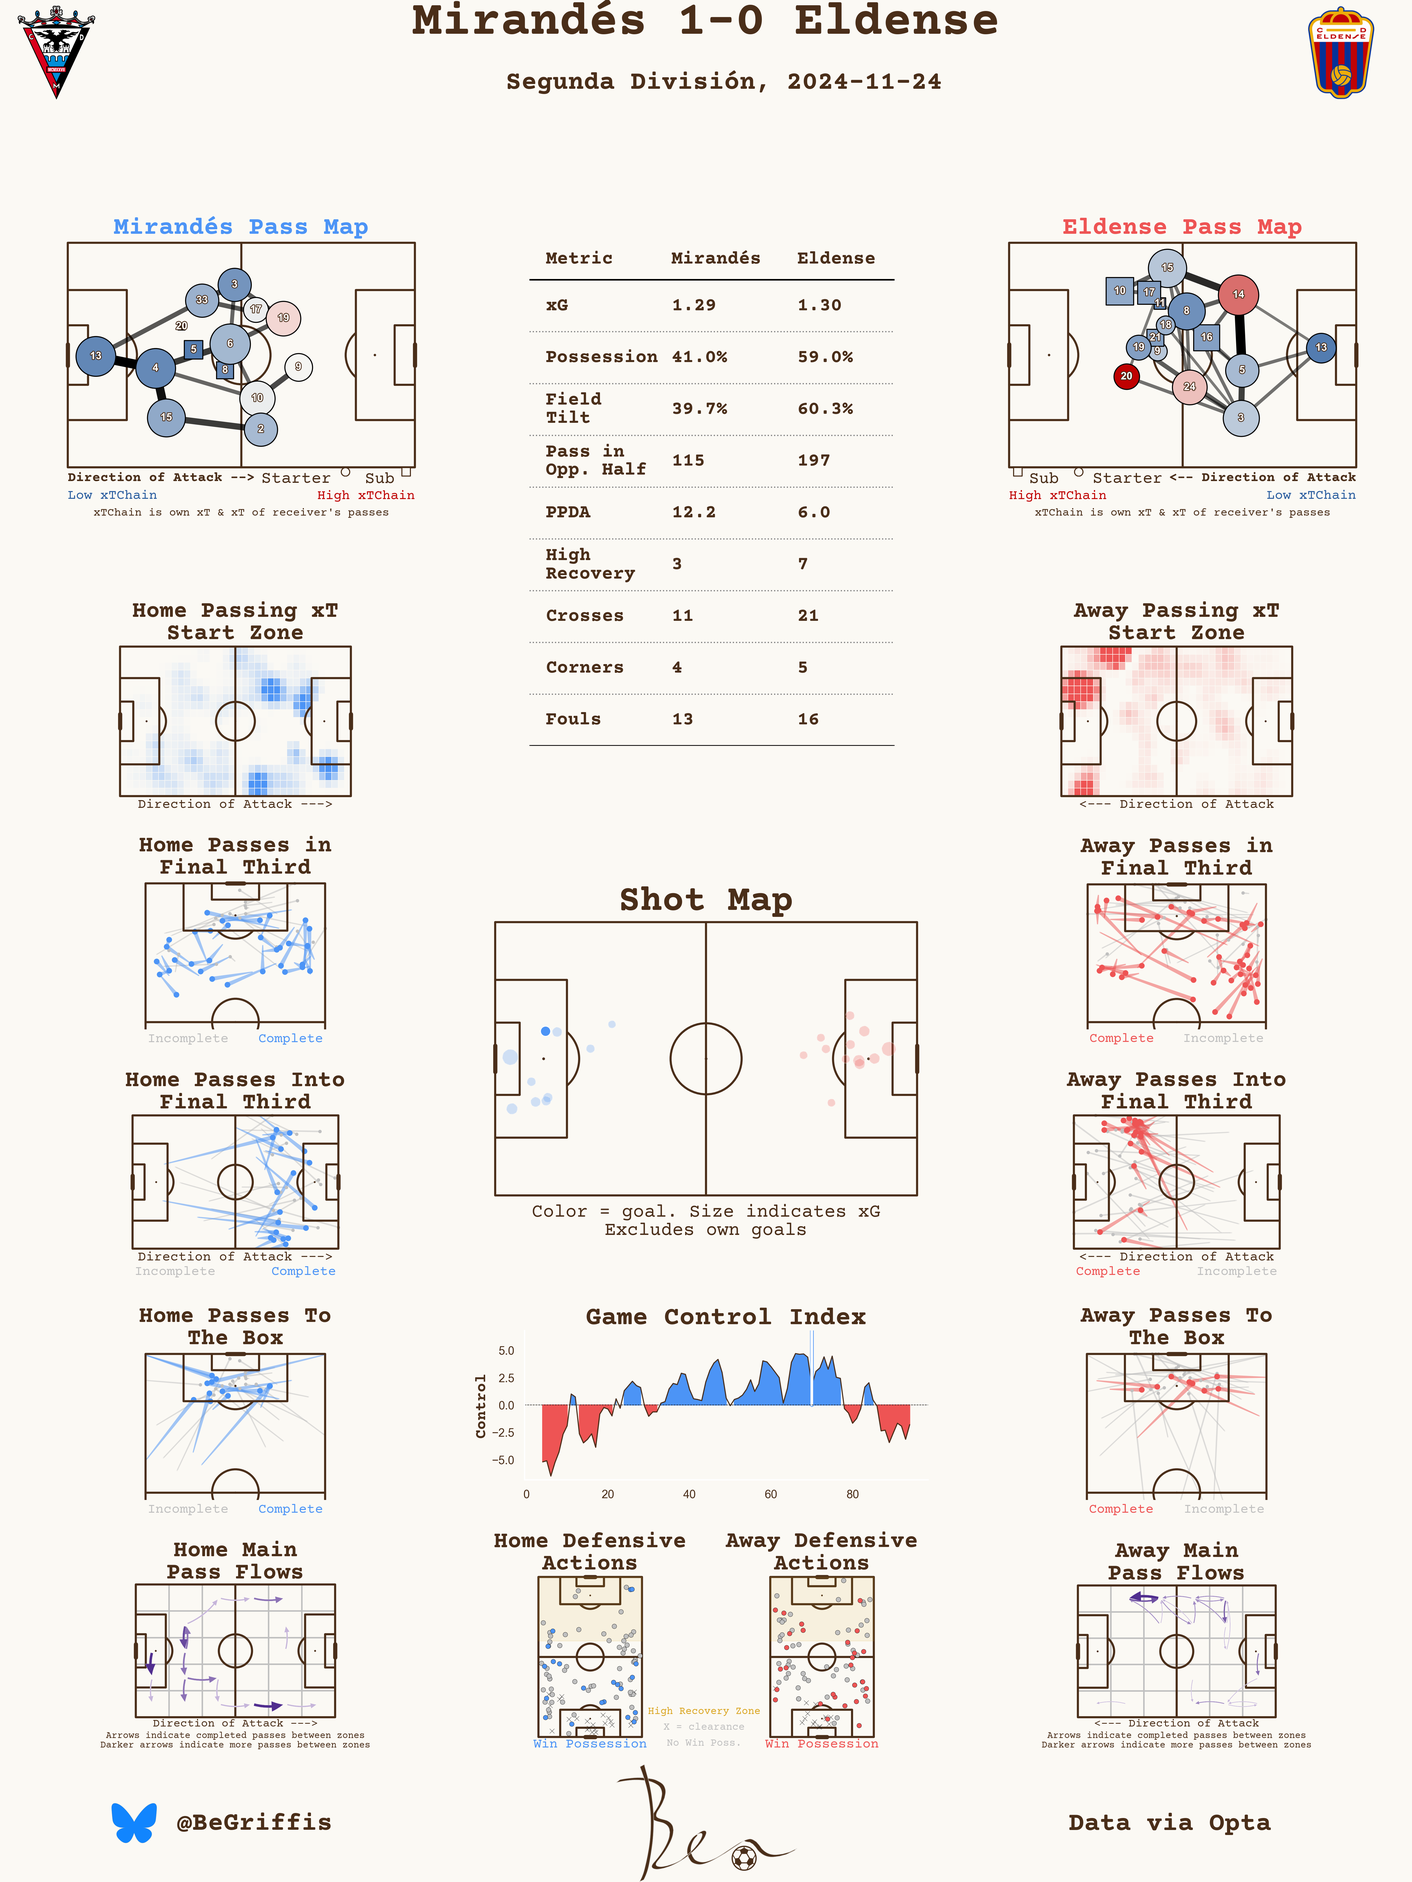 Mirandés 1-0 Eldense
Segunda División, 2024-11-24
C D
ELDENSE
Mirandés Pass Map
3
33
17
19
20
6
5
13
4
8
9
10
15
2
Direction of Attack --> Starter Sub
Low xTChain High xTChain
xTChain is own xT & xT of receiver's passes
Metric Mirandés Eldense
xG 1.29 1.30
Possession 41.0% 59.0%
Field
Tilt 39.7% 60.3%
Pass in
Opp. Half 115 197
PPDA 12.2 6.0
High
Recovery 3 7
Crosses 11 21
Corners 4 5
Fouls 13 16
Eldense Pass Map
15
10
17
14
11
8
18
21
16
19
9
13
20
5
24
3
Sub Starter <-- Direction of Attack
High xTChain Low xTChain
xTChain is own xT & xT of receiver's passes
Home Passing xT
Start Zone
Direction of Attack --->
Away Passing xT
Start Zone
<--- Direction of Attack
Home Passes in
Final Third
Incomplete Complete
Away Passes in
Final Third
Complete Incomplete
Shot Map
Color = goal. Size indicates xG
Excludes own goals
Home Passes Into
Final Third
Direction of Attack --->
Incomplete Complete
Away Passes Into
Final Third
<--- Direction of Attack
Complete Incomplete
Home Passes To
The Box
Incomplete Complete
Game Control Index
Control
5.0
2.5
0.0
−2.5
−5.0
0 20 40 60 80
Away Passes To
The Box
Complete Incomplete
Home Main
Pass Flows
Direction of Attack --->
Arrows indicate completed passes between zones
Darker arrows indicate more passes between zones
Home Defensive
Actions
Win Possession
Away Defensive
Actions
Win Possession
High Recovery Zone
X = clearance
No Win Poss.
Away Main
Pass Flows
<--- Direction of Attack
Arrows indicate completed passes between zones
Darker arrows indicate more passes between zones
@BeGriffis
Ben
Data via Opta